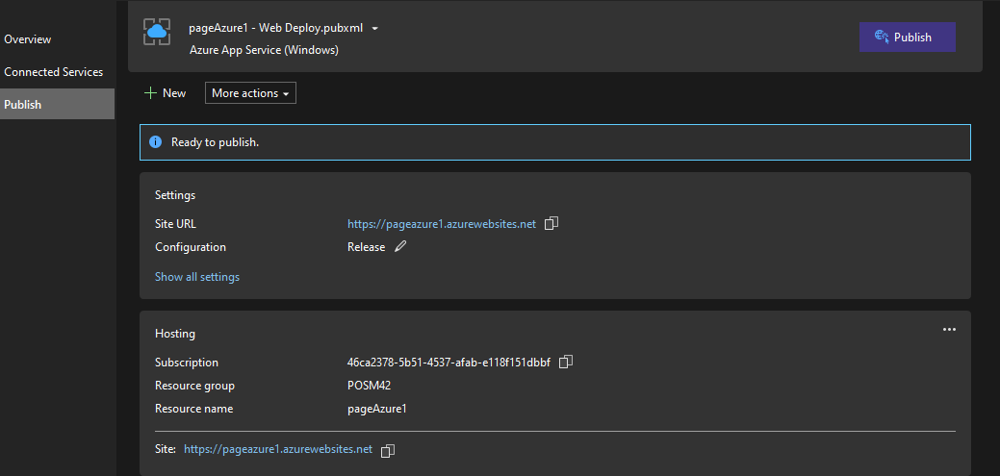 Overview
Connected Services
Publish
pageAzure1 - Web Deploy.pubxml
Azure App Service (Windows)
Publish
New
More actions
Ready to publish.
Settings
Site URL https://pageazure1.azurewebsites.net
Configuration Release
Show all settings
Hosting
Subscription 46ca2378-5b51-4537-afab-e118f151dbbf
Resource group POSM42
Resource name pageAzure1
Site: https://pageazure1.azurewebsites.net